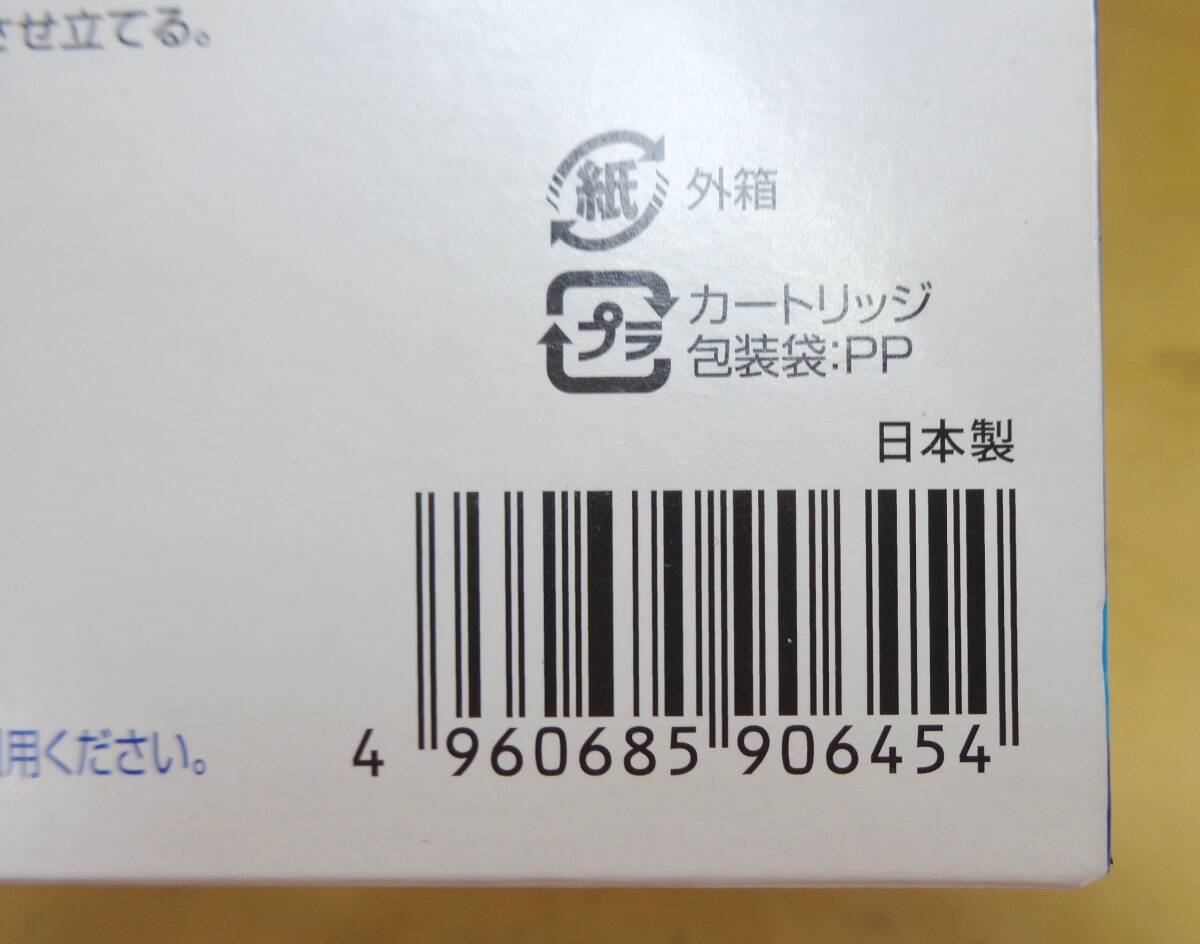 させ立てる。
紙 外箱
プラ カートリッジ
包装袋:PP
日本製
用ください。
4 960685 906454